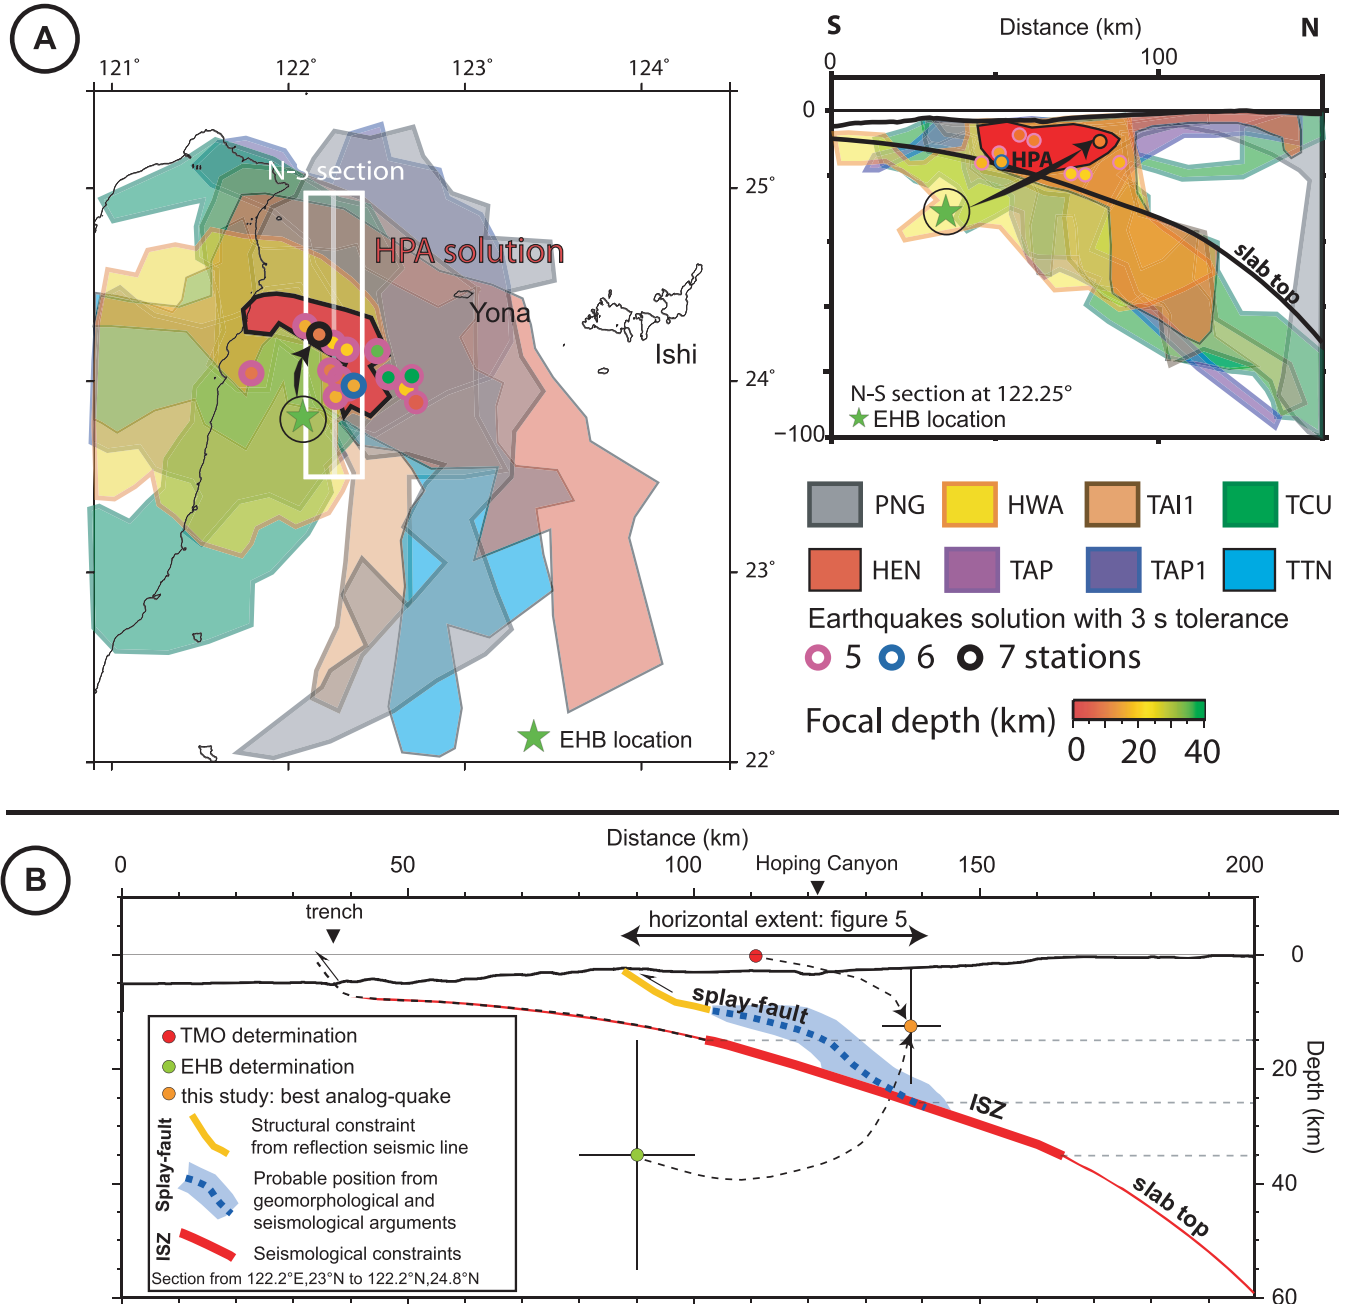 A
121°
122°
123°
124°
N-S section
25°
HPA solution
Yona
Ishi
24°
23°
EHB location
22°
S
Distance (km)
N
0
100
0
HPA
slab top
N-S section at 122.25°
EHB location
−100
PNG
HWA
TAI1
TCU
HEN
TAP
TAP1
TTN
Earthquakes solution with 3 s tolerance
5
6
7 stations
Focal depth (km)
0
20
40
B
Distance (km)
0
50
100
Hoping Canyon
150
200
trench
horizontal extent: figure 5
0
splay-fault
TMO determination
EHB determination
this study: best analog-quake
Splay-fault
Structural constraint
from reflection seismic line
Probable position from
geomorphological and
seismological arguments
ISZ
Seismological constraints
Section from 122.2°E,23°N to 122.2°N,24.8°N
ISZ
slab top
20
Depth (km)
40
60